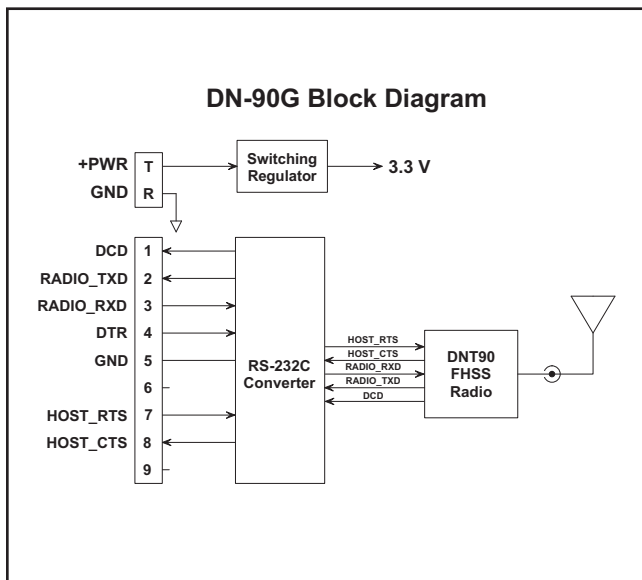 DN-90G Block Diagram
+PWR T
GND R
Switching
Regulator
3.3 V
DCD 1
RADIO_TXD 2
RADIO_RXD 3
DTR 4
GND 5
6
HOST_RTS 7
HOST_CTS 8
9
RS-232C
Converter
HOST_RTS
HOST_CTS
RADIO_RXD
RADIO_TXD
DCD
DNT90
FHSS
Radio